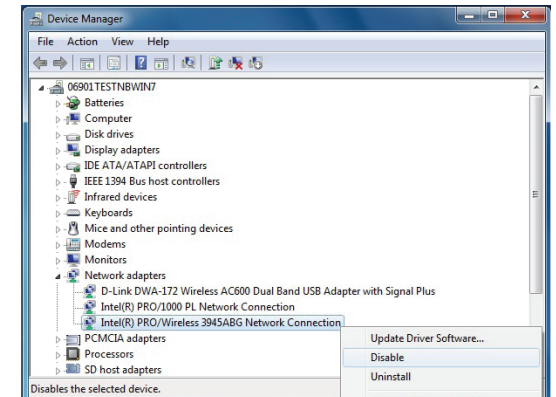 Device Manager
File Action View Help
06901TESTNBWIN7
Batteries
Computer
Disk drives
Display adapters
IDE ATA/ATAPI controllers
IEEE 1394 Bus host controllers
Infrared devices
Keyboards
Mice and other pointing devices
Modems
Monitors
Network adapters
D-Link DWA-172 Wireless AC600 Dual Band USB Adapter with Signal Plus
Intel(R) PRO/1000 PL Network Connection
Intel(R) PRO/Wireless 3945ABG Network Connection
PCMCIA adapters
Processors
SD host adapters
Update Driver Software...
Disable
Uninstall
Disables the selected device.